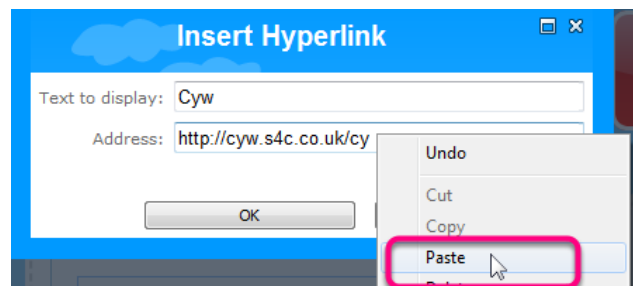 Insert Hyperlink
Text to display: Cyw
Address: http://cyw.s4c.co.uk/cy
OK
Undo
Cut
Copy
Paste